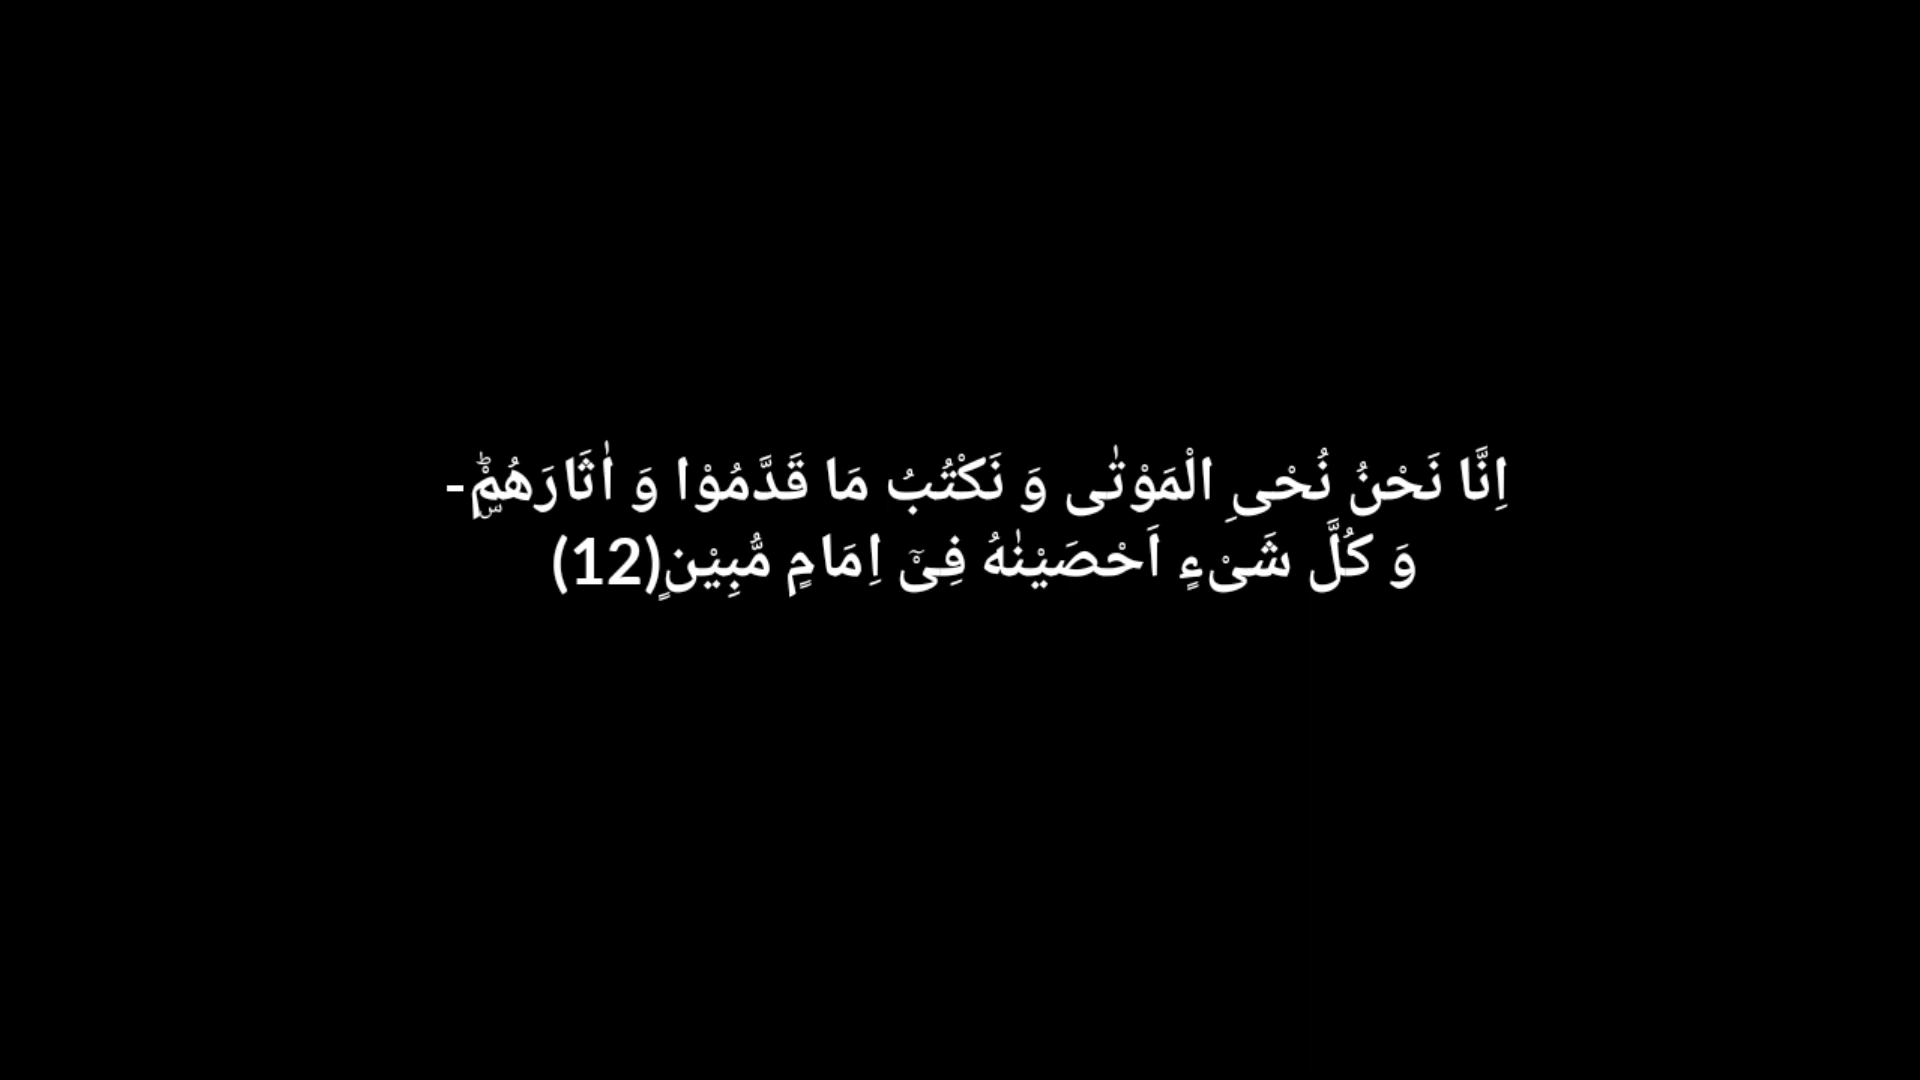 اِنَّا نَحْنُ نُحْیِ الْمَوْتٰى وَ نَكْتُبُ مَا قَدَّمُوْا وَ اٰثَارَهُمْﳳ-
وَ كُلَّ شَیْءٍ اَحْصَیْنٰهُ فِیْۤ اِمَامٍ مُّبِیْنٍ(12)